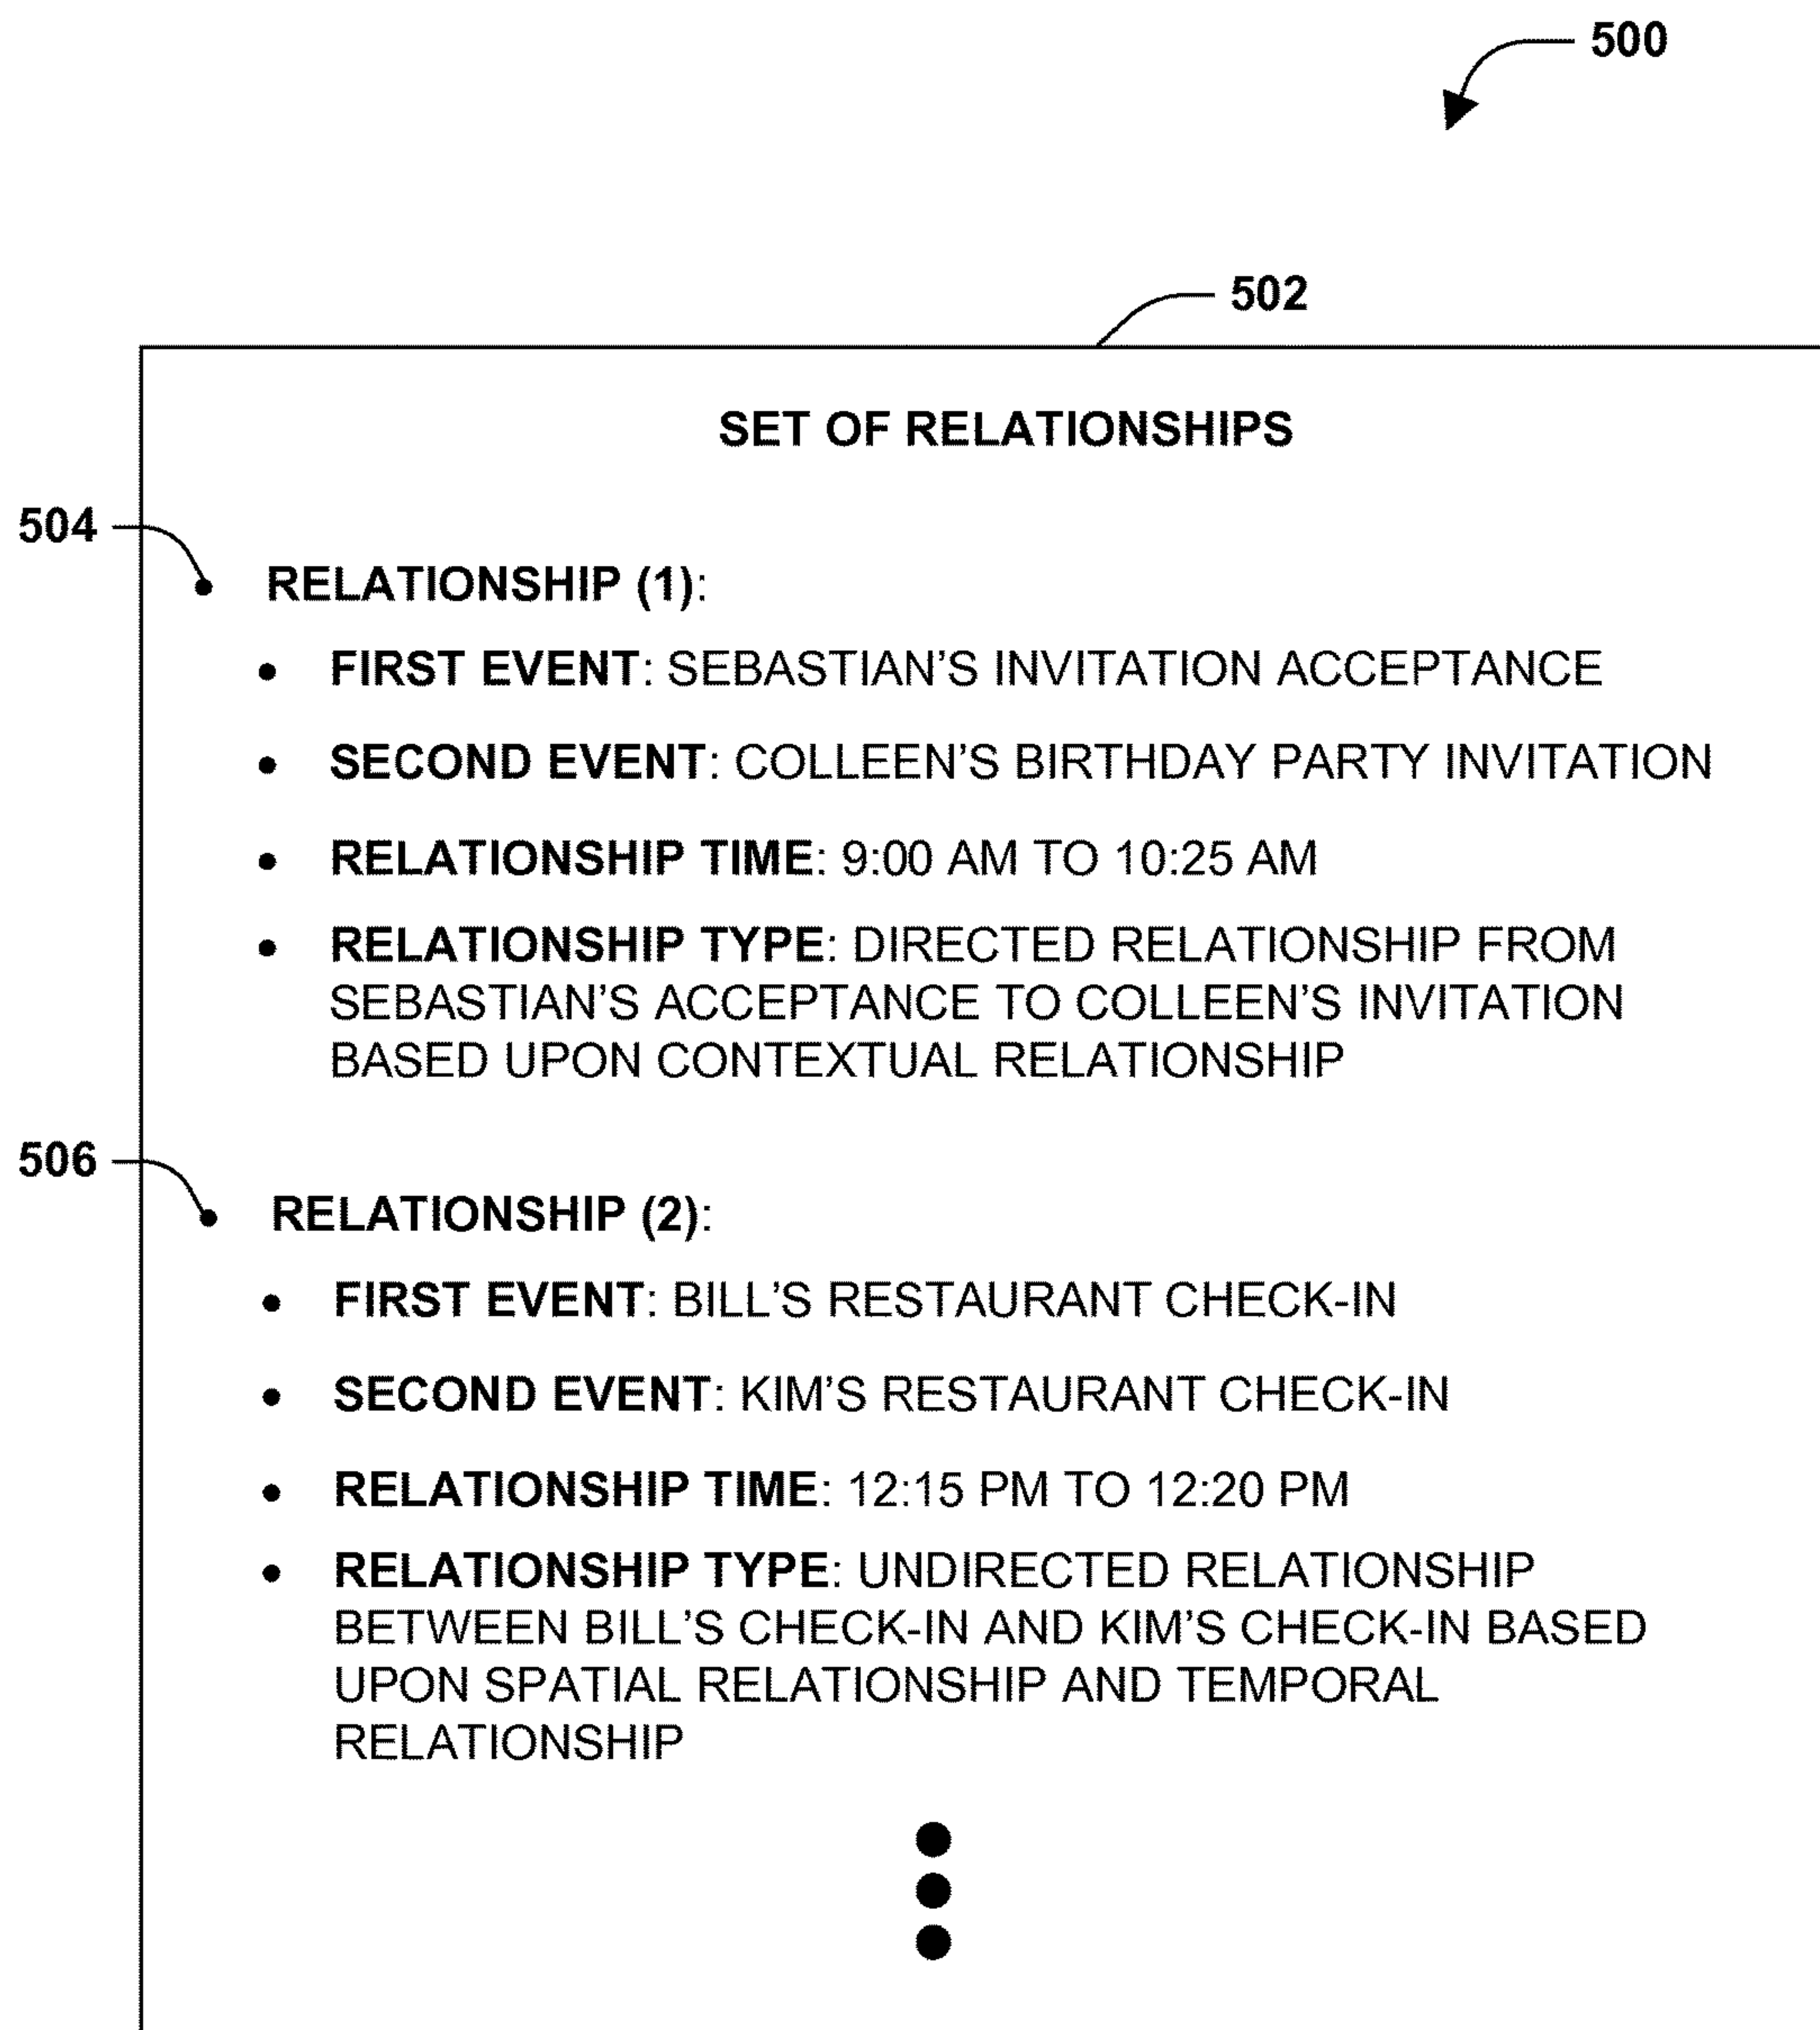 500
502
SET OF RELATIONSHIPS
504
• RELATIONSHIP (1):
• FIRST EVENT: SEBASTIAN'S INVITATION ACCEPTANCE
• SECOND EVENT: COLLEEN'S BIRTHDAY PARTY INVITATION
• RELATIONSHIP TIME: 9:00 AM TO 10:25 AM
• RELATIONSHIP TYPE: DIRECTED RELATIONSHIP FROM
SEBASTIAN'S ACCEPTANCE TO COLLEEN'S INVITATION
BASED UPON CONTEXTUAL RELATIONSHIP
506
• RELATIONSHIP (2):
• FIRST EVENT: BILL'S RESTAURANT CHECK-IN
• SECOND EVENT: KIM'S RESTAURANT CHECK-IN
• RELATIONSHIP TIME: 12:15 PM TO 12:20 PM
• RELATIONSHIP TYPE: UNDIRECTED RELATIONSHIP
BETWEEN BILL'S CHECK-IN AND KIM'S CHECK-IN BASED
UPON SPATIAL RELATIONSHIP AND TEMPORAL
RELATIONSHIP